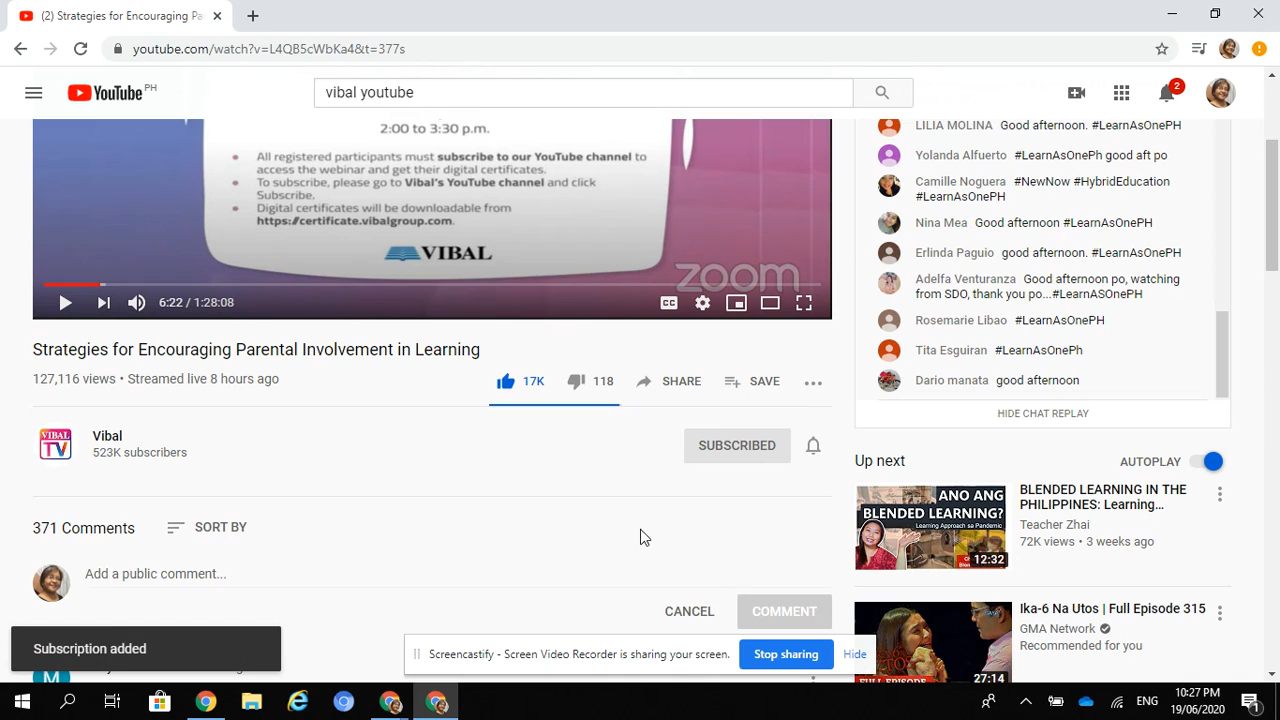 (2) Strategies for Encouraging Pa
youtube.com/watch?v=L4QB5cWbKa4&t=377s
YouTube PH
vibal youtube
2
2:00 to 3:30 p.m.
• All registered participants must subscribe to our YouTube channel to
access the webinar and get their digital certificates.
• To subscribe, please go to Vibal's YouTube channel and click
Subscribe.
• Digital certificates will be downloadable from
https://certificate.vibalgroup.com.
VIBAL
zoom
6:22 / 1:28:08
CC
LILIA MOLINA Good afternoon. #LearnAsOnePH
Yolanda Alfuerto #LearnAsOnePh good aft po
Camille Noguera #NewNow #HybridEducation
#LearnAsOnePH
Nina Mea Good afternoon #LearnAsOnePH
Erlinda Paguio good afternoon. #LearnAsOnePH
Adelfa Venturanza Good afternoon po, watching
from SDO, thank you po...#LearnASOnePH
Rosemarie Libao #LearnAsOnePH
Tita Esguiran #LearnAsOnePh
Dario manata good afternoon
HIDE CHAT REPLAY
Strategies for Encouraging Parental Involvement in Learning
127,116 views • Streamed live 8 hours ago
17K
118
SHARE
SAVE
VIBAL
TV
Vibal
523K subscribers
SUBSCRIBED
371 Comments
SORT BY
Add a public comment...
CANCEL
COMMENT
Up next
AUTOPLAY
ANO ANG
BLENDED LEARNING?
Learning Approach sa Pandemic
12:32
BLENDED LEARNING IN THE
PHILIPPINES: Learning...
Teacher Zhai
72K views • 3 weeks ago
FULL EPISODE
27:14
Ika-6 Na Utos | Full Episode 315
GMA Network
Recommended for you
Subscription added
M
Screencastify - Screen Video Recorder is sharing your screen.
Stop sharing
Hide
ENG
10:27 PM
19/06/2020
1